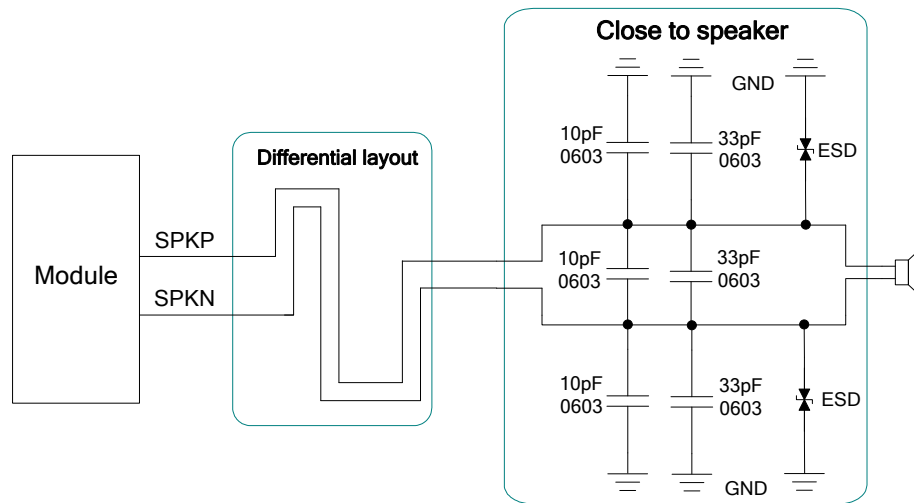 Close to speaker
GND
10pF
0603
33pF
0603
ESD
Differential layout
SPKP
Module
SPKN
10pF
0603
33pF
0603
10pF
0603
33pF
0603
ESD
GND